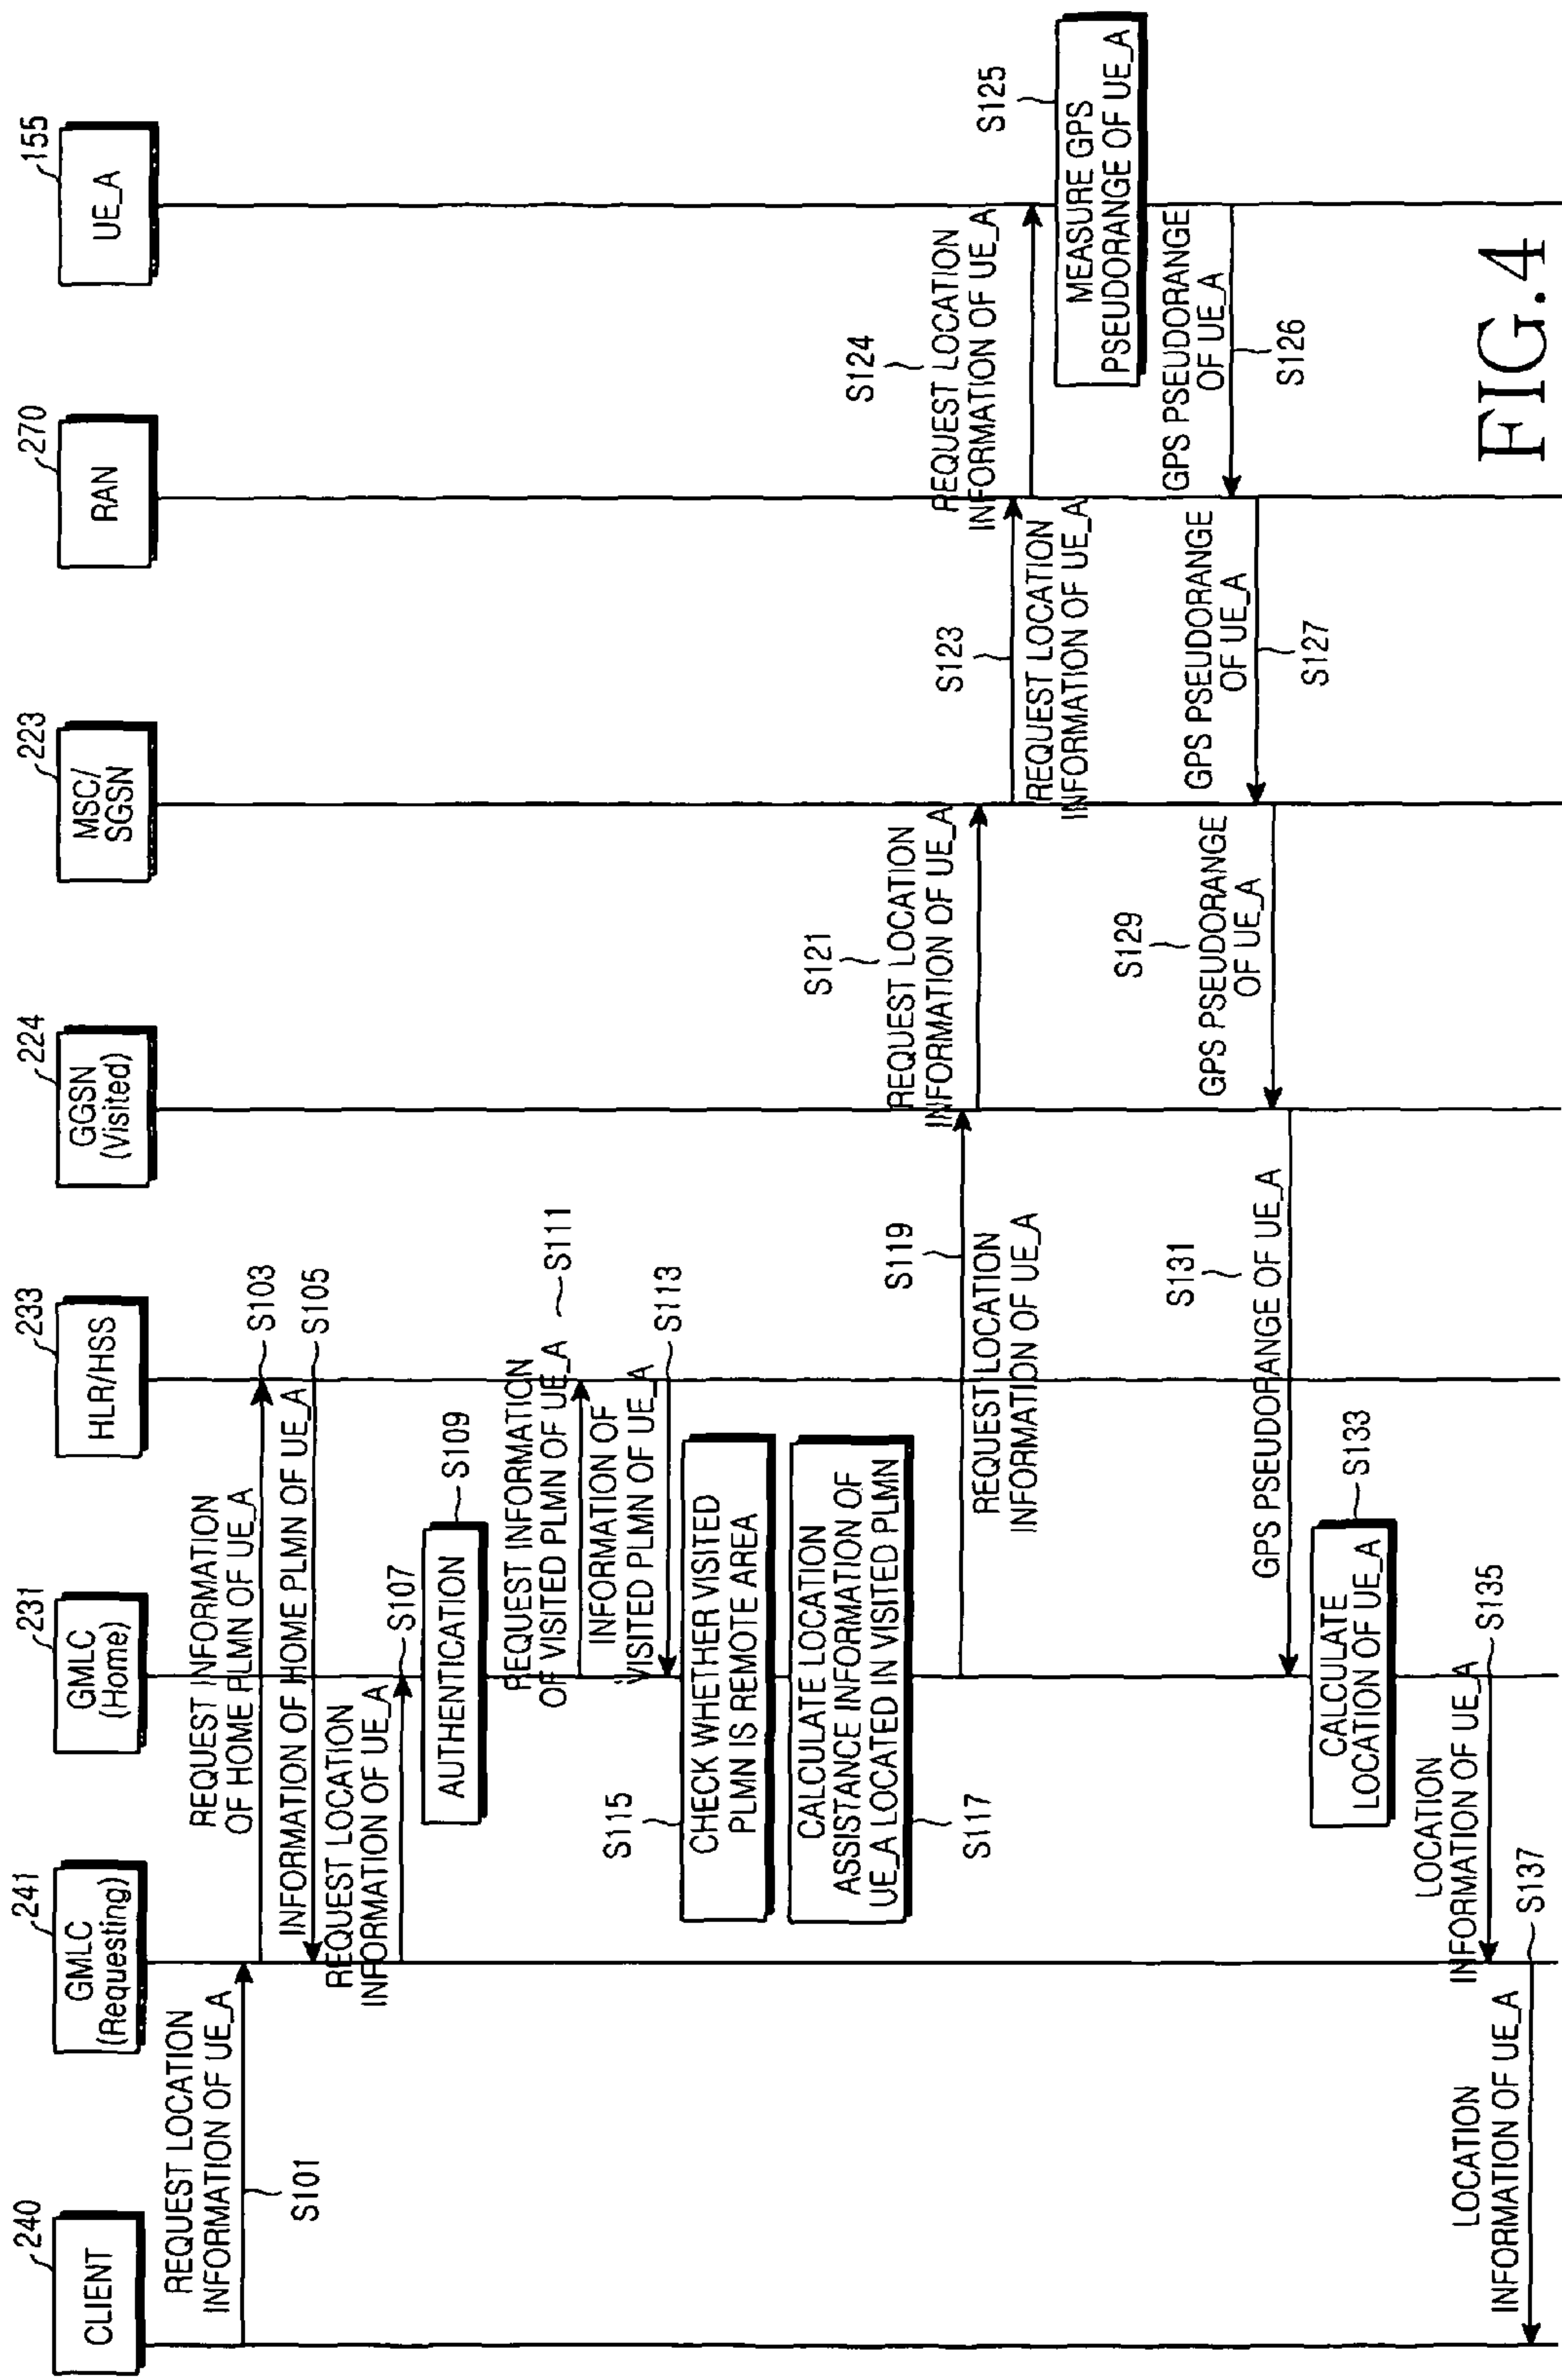 240
CLIENT
241
GMLC
(Requesting)
231
GMLC
(Home)
233
HLR/HSS
224
GGSN
(Visited)
223
MSC/
SGSN
270
RAN
155
UE_A
REQUEST LOCATION
INFORMATION OF UE_A
S101
REQUEST INFORMATION
OF HOME PLMN OF UE_A
S103
INFORMATION OF HOME PLMN OF UE_A
S105
REQUEST LOCATION
INFORMATION OF UE_A
S107
AUTHENTICATION
S109
REQUEST INFORMATION
OF VISITED PLMN OF UE_A
S111
INFORMATION OF
VISITED PLMN OF UE_A
S113
S115
CHECK WHETHER VISITED
PLMN IS REMOTE AREA
CALCULATE LOCATION
ASSISTANCE INFORMATION OF
UE_A LOCATED IN VISITED PLMN
S117
S119
REQUEST LOCATION
INFORMATION OF UE_A
S121
REQUEST LOCATION
INFORMATION OF UE_A
S123
REQUEST LOCATION
INFORMATION OF UE_A
S124
REQUEST LOCATION
INFORMATION OF UE_A
S125
MEASURE GPS
PSEUDORANGE OF UE_A
GPS PSEUDORANGE
OF UE_A
S126
GPS PSEUDORANGE
OF UE_A
S127
S129
GPS PSEUDORANGE
OF UE_A
S131
GPS PSEUDORANGE OF UE_A
CALCULATE
LOCATION OF UE_A
S133
LOCATION
INFORMATION OF UE_A
S135
LOCATION
INFORMATION OF UE_A
S137
FIG.4